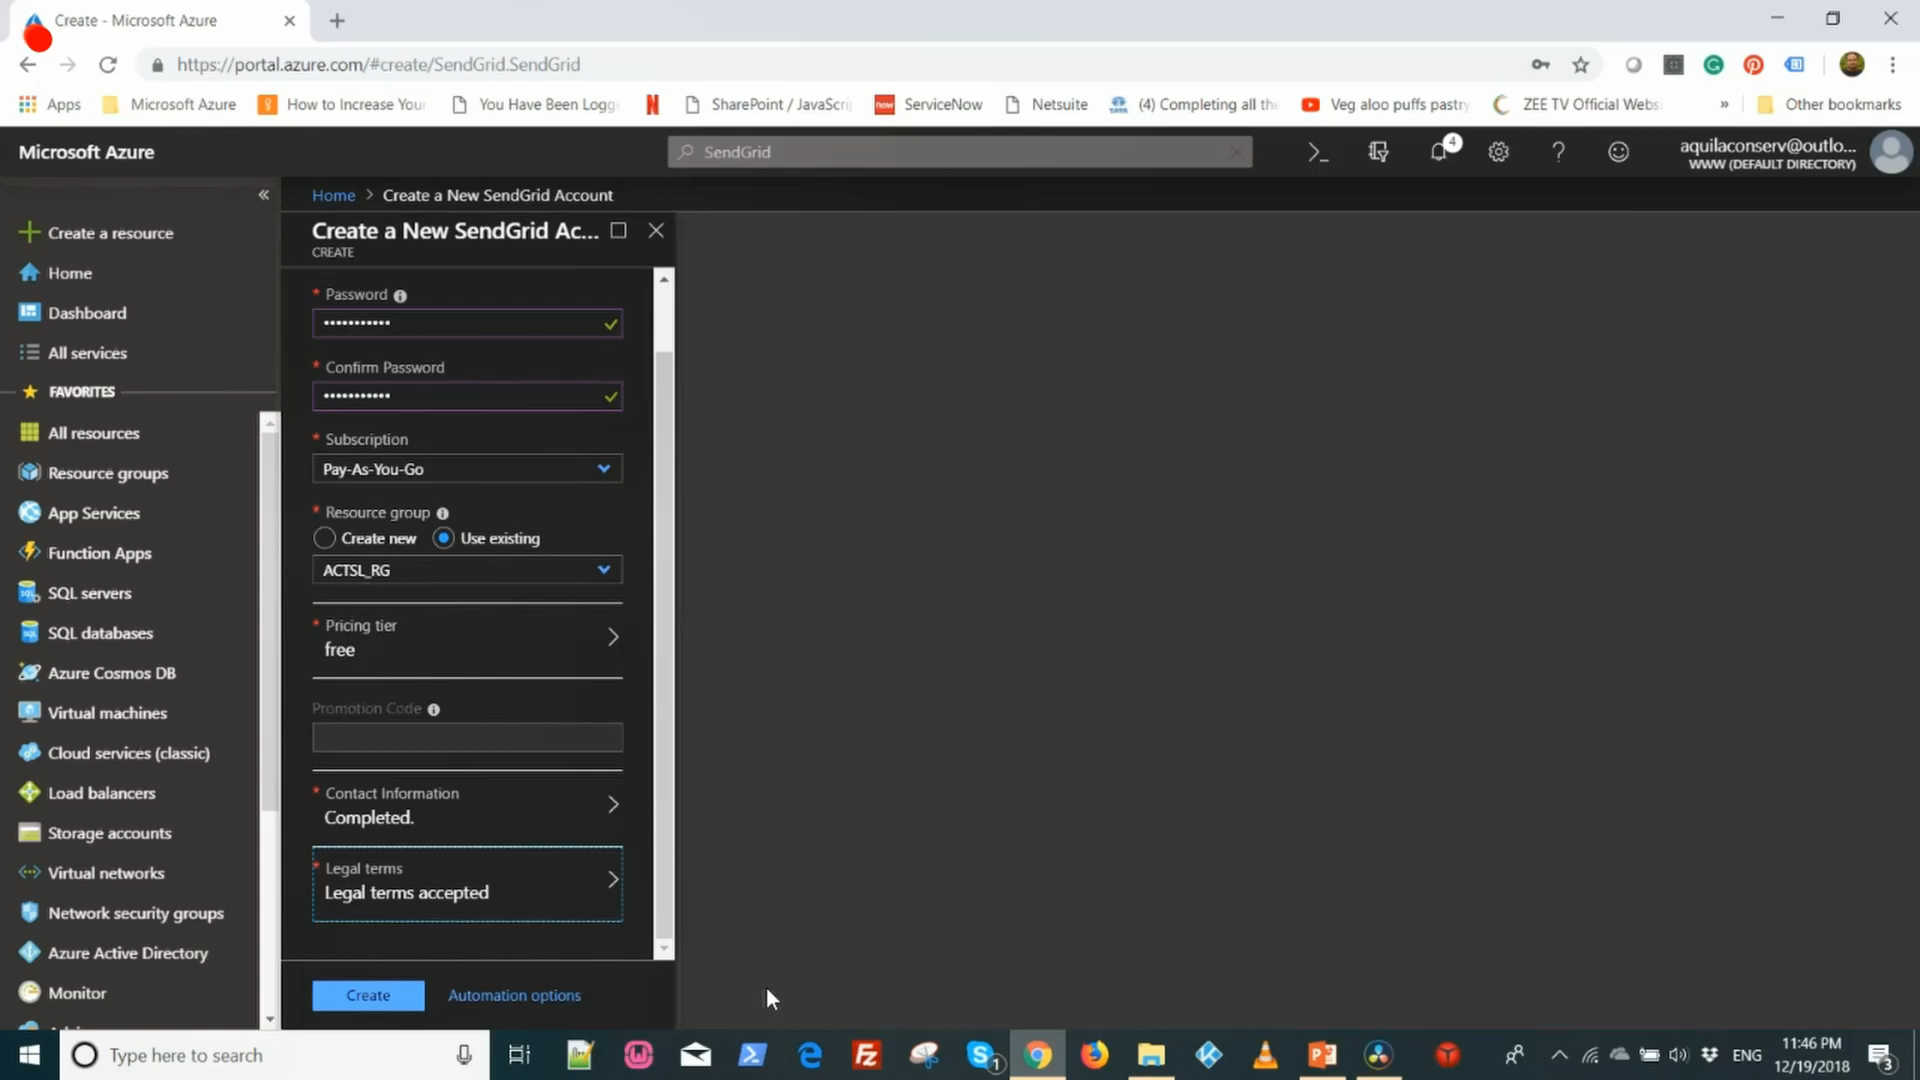 Create - Microsoft Azure
https://portal.azure.com/#create/SendGrid.SendGrid
Apps
Microsoft Azure
How to Increase Your
You Have Been Logg
SharePoint / JavaScri
ServiceNow
Netsuite
(4) Completing all the
Veg aloo puffs pastry
ZEE TV Official Webs
»
Other bookmarks
Microsoft Azure
SendGrid
4
aquilaconserv@outlo...
WWW (DEFAULT DIRECTORY)
«
Create a resource
Home
Dashboard
All services
FAVORITES
All resources
Resource groups
App Services
Function Apps
SQL servers
SQL databases
Azure Cosmos DB
Virtual machines
Cloud services (classic)
Load balancers
Storage accounts
Virtual networks
Network security groups
Azure Active Directory
Monitor
Home > Create a New SendGrid Account
Create a New SendGrid Ac...
CREATE
* Password
•••••••••••
* Confirm Password
•••••••••••
* Subscription
Pay-As-You-Go
* Resource group
Create new Use existing
ACTSL_RG
* Pricing tier
free
Promotion Code
* Contact Information
Completed.
* Legal terms
Legal terms accepted
Create Automation options
Type here to search
1
ENG
11:46 PM
12/19/2018
3